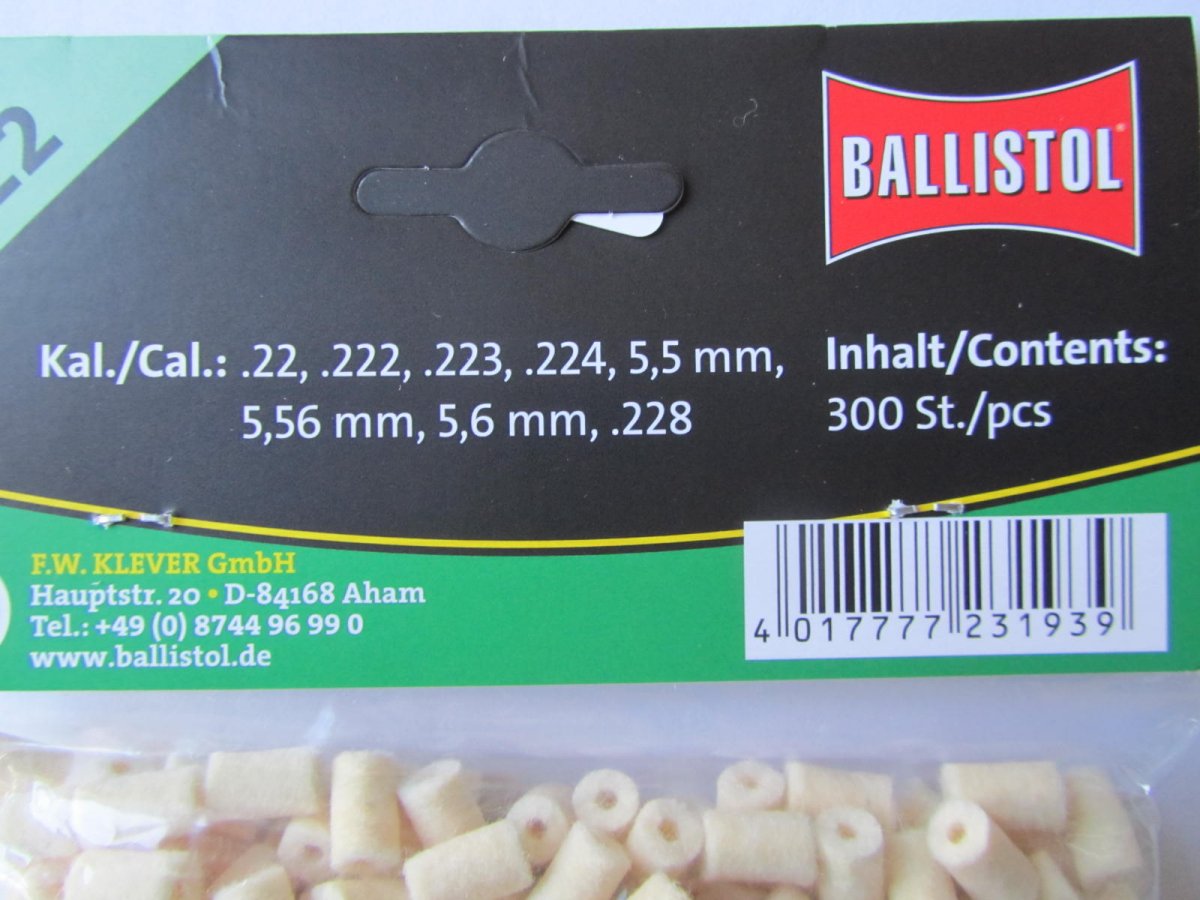 22
BALLISTOL®
Kal./Cal.: .22, .222, .223, .224, 5,5 mm,
5,56 mm, 5,6 mm, .228
Inhalt/Contents:
300 St./pcs
F.W. KLEVER GmbH
Hauptstr. 20 • D-84168 Aham
Tel.: +49 (0) 8744 96 99 0
www.ballistol.de
4 017777 231939